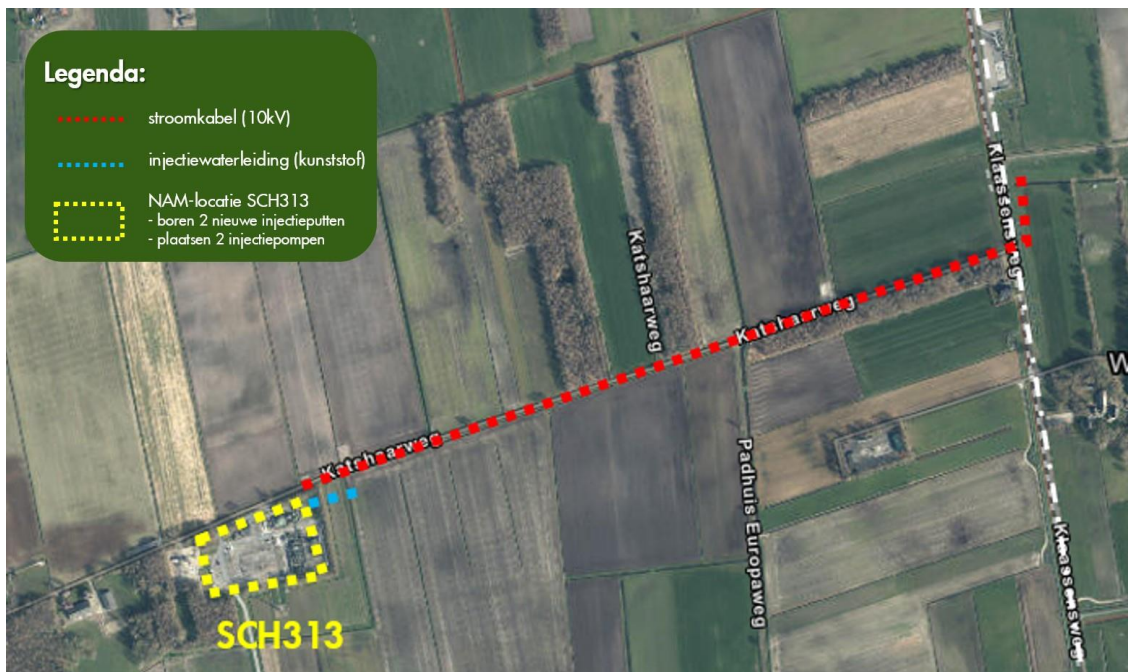 Legenda:
stroomkabel (10kV)
injectiewaterleiding (kunststof)
NAM-locatie SCH313
- boren 2 nieuwe injectieputten
- plaatsen 2 injectiepompen
Klaassensweg
Katshaarweg
Katshaarweg
Katshaarweg
W
Padhuis Europaweg
Klaassensweg
SCH313